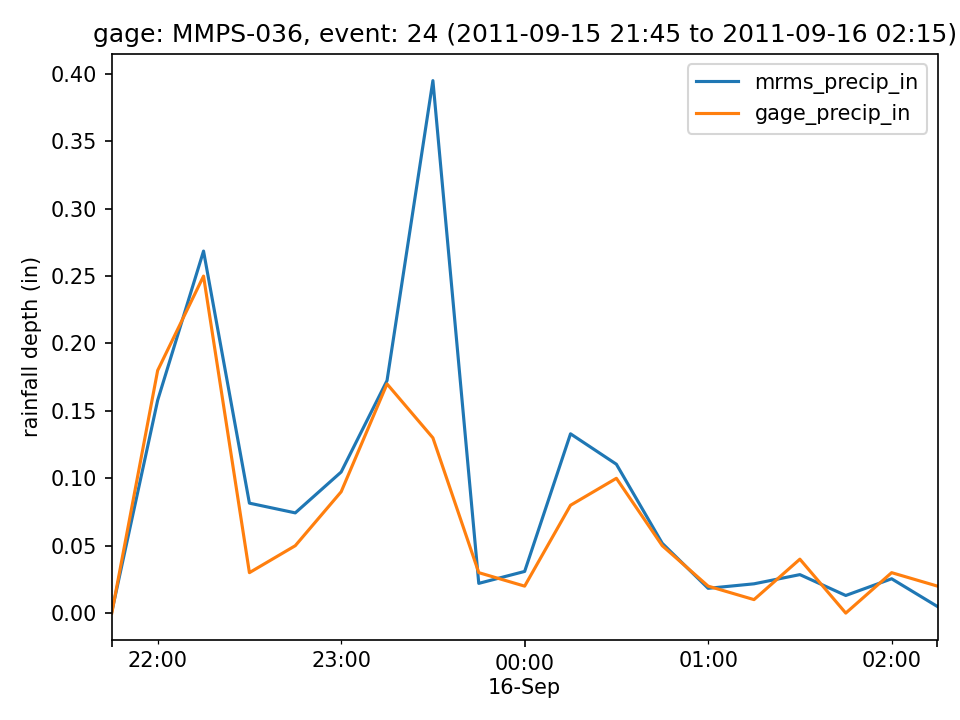 gage: MMPS-036, event: 24 (2011-09-15 21:45 to 2011-09-16 02:15)
mrms_precip_in
gage_precip_in
rainfall depth (in)
0.40
0.35
0.30
0.25
0.20
0.15
0.10
0.05
0.00
22:00 23:00 00:00 01:00 02:00
16-Sep